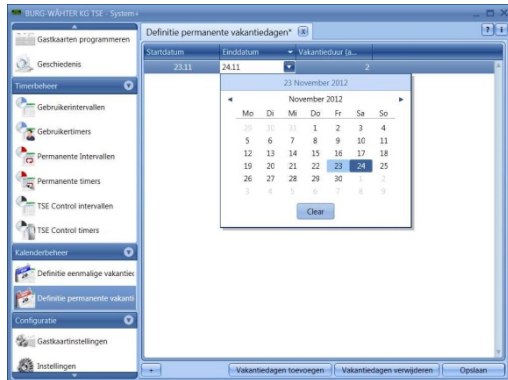 BURG-WÄHTER KG TSE - System+
Gastkaarten programmeren
Geschiedenis
Timerbeheer
Gebruikerintervallen
Gebruikertimers
Permanente Intervallen
Permanente timers
TSE Control intervallen
TSE Control timers
Kalenderbeheer
Definitie eenmalige vakantiec
Definitie permanente vakanti
Configuratie
Gastkaartinstellingen
Instellingen
Definitie permanente vakantiedagen*
Startdatum Einddatum Vakantieduur (a...
23.11 24.11 2
23 November 2012
November 2012
Mo Di Mi Do Fr Sa So
29 30 31 1 2 3 4
5 6 7 8 9 10 11
12 13 14 15 16 17 18
19 20 21 22 23 24 25
26 27 28 29 30 1 2
3 4 5 6 7 8 9
Clear
+ Vakantiedagen toevoegen Vakantiedagen verwijderen Opslaan